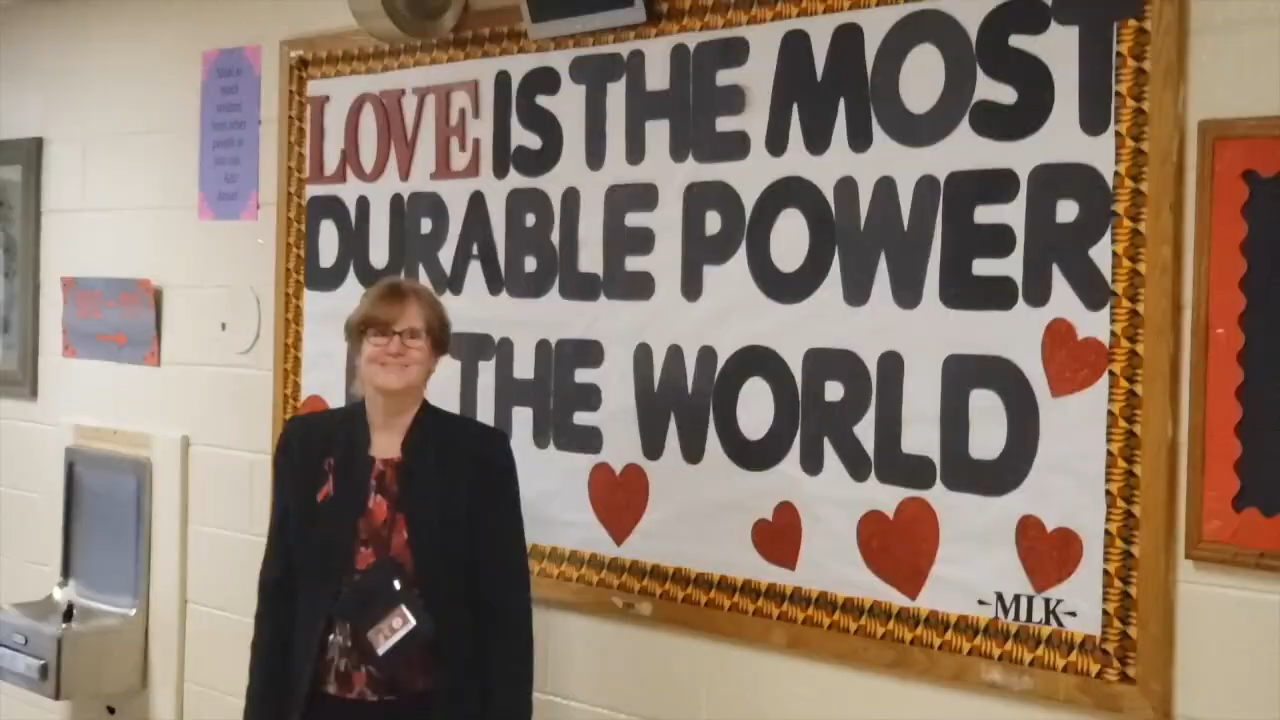 LOVE IS THE MOST
DURABLE POWER
THE WORLD
-MLK-